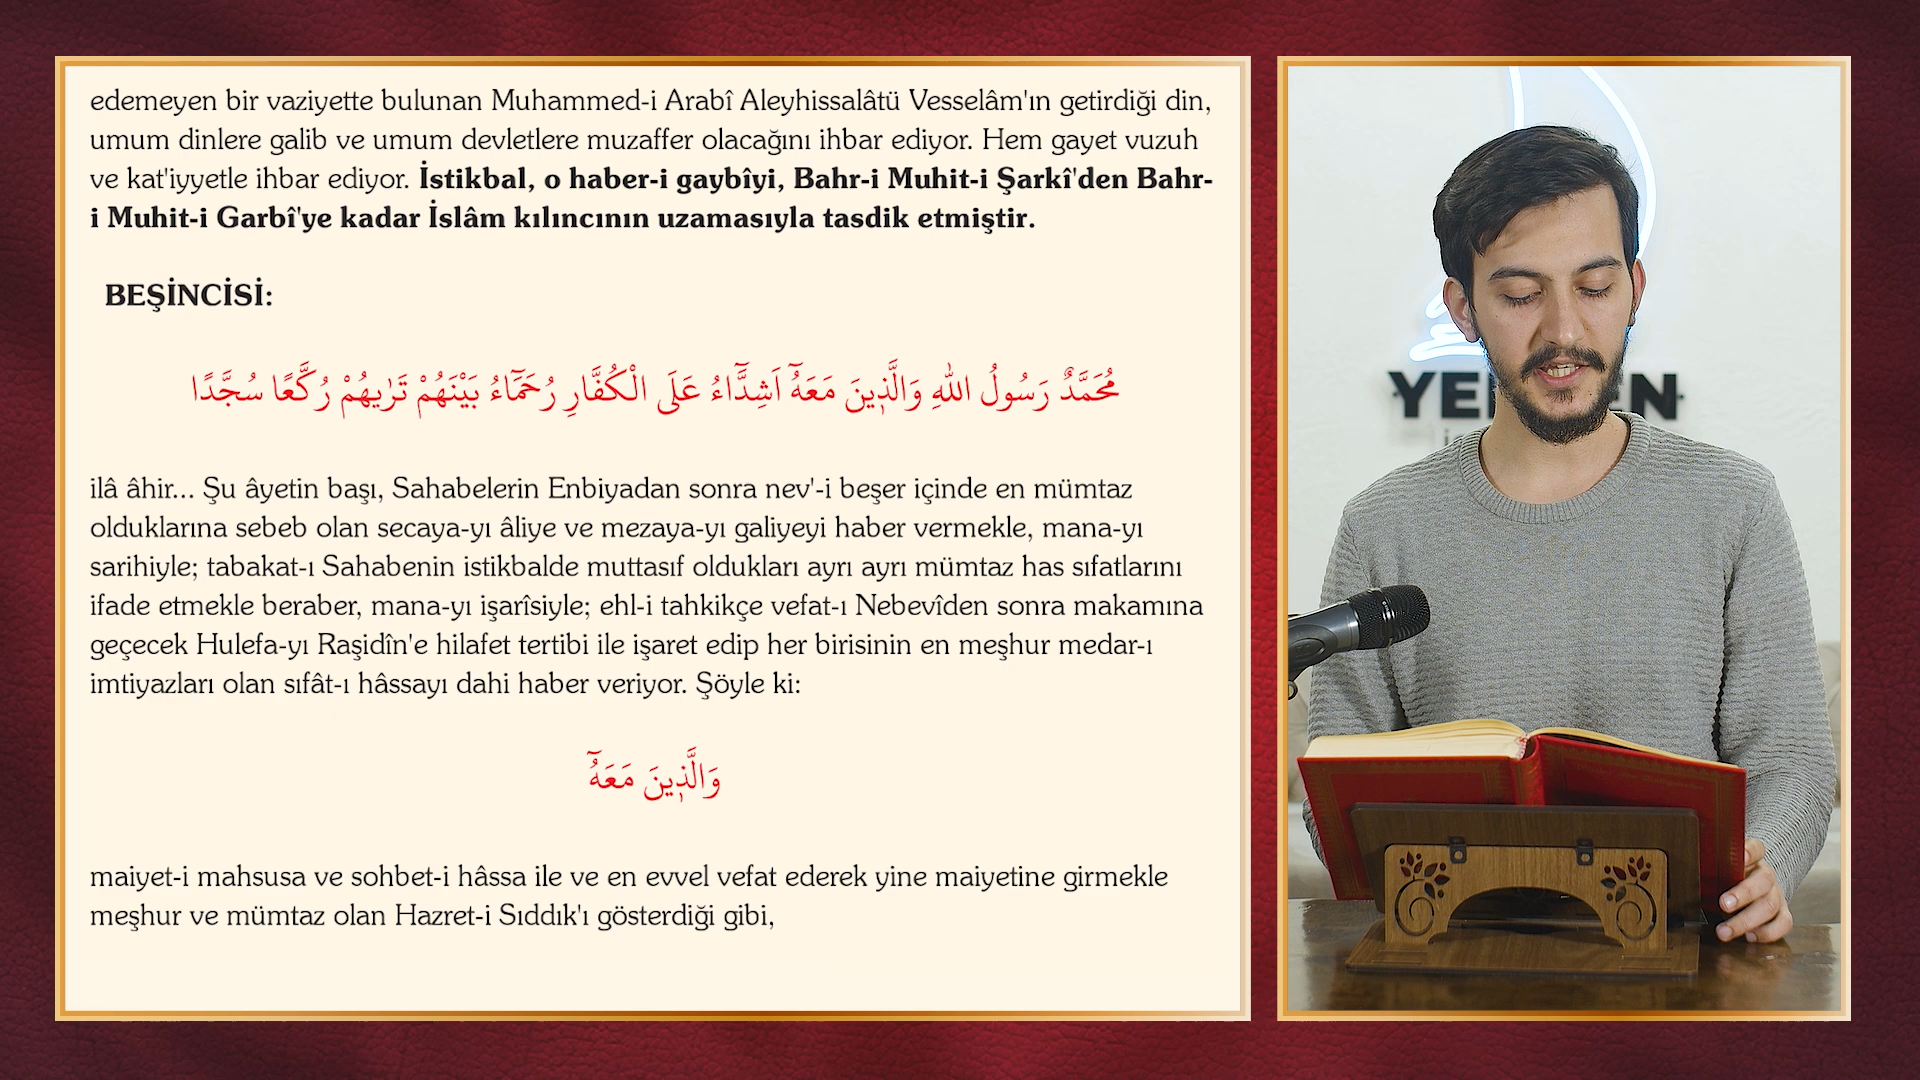 edemeyen bir vaziyette bulunan Muhammed-i Arabî Aleyhissalâtü Vesselâm'ın getirdiği din,
umum dinlere galib ve umum devletlere muzaffer olacağını ihbar ediyor. Hem gayet vuzuh
ve kat'iyyetle ihbar ediyor. İstikbal, o haber-i gaybîyi, Bahr-i Muhit-i Şarkî'den Bahr-
i Muhit-i Garbî'ye kadar İslâm kılıncının uzamasıyla tasdik etmiştir.
BEŞİNCİSİ:
مُحَمَّدٌ رَسُولُ اللّٰهِ وَالَّذ۪ينَ مَعَهُٓ اَشِدَّٓاءُ عَلَى الْكُفَّارِ رُحَمَٓاءُ بَيْنَهُمْ تَرٰيهُمْ رُكَّعًا سُجَّدًا
ilâ âhir... Şu âyetin başı, Sahabelerin Enbiyadan sonra nev'-i beşer içinde en mümtaz
olduklarına sebeb olan secaya-yı âliye ve mezaya-yı galiyeyi haber vermekle, mana-yı
sarihiyle; tabakat-ı Sahabenin istikbalde muttasıf oldukları ayrı ayrı mümtaz has sıfatlarını
ifade etmekle beraber, mana-yı işarîsiyle; ehl-i tahkikçe vefat-ı Nebevîden sonra makamına
geçecek Hulefa-yı Raşidîn'e hilafet tertibi ile işaret edip her birisinin en meşhur medar-ı
imtiyazları olan sıfât-ı hâssayı dahi haber veriyor. Şöyle ki:
وَالَّذ۪ينَ مَعَهُٓ
maiyet-i mahsusa ve sohbet-i hâssa ile ve en evvel vefat ederek yine maiyetine girmekle
meşhur ve mümtaz olan Hazret-i Sıddık'ı gösterdiği gibi,